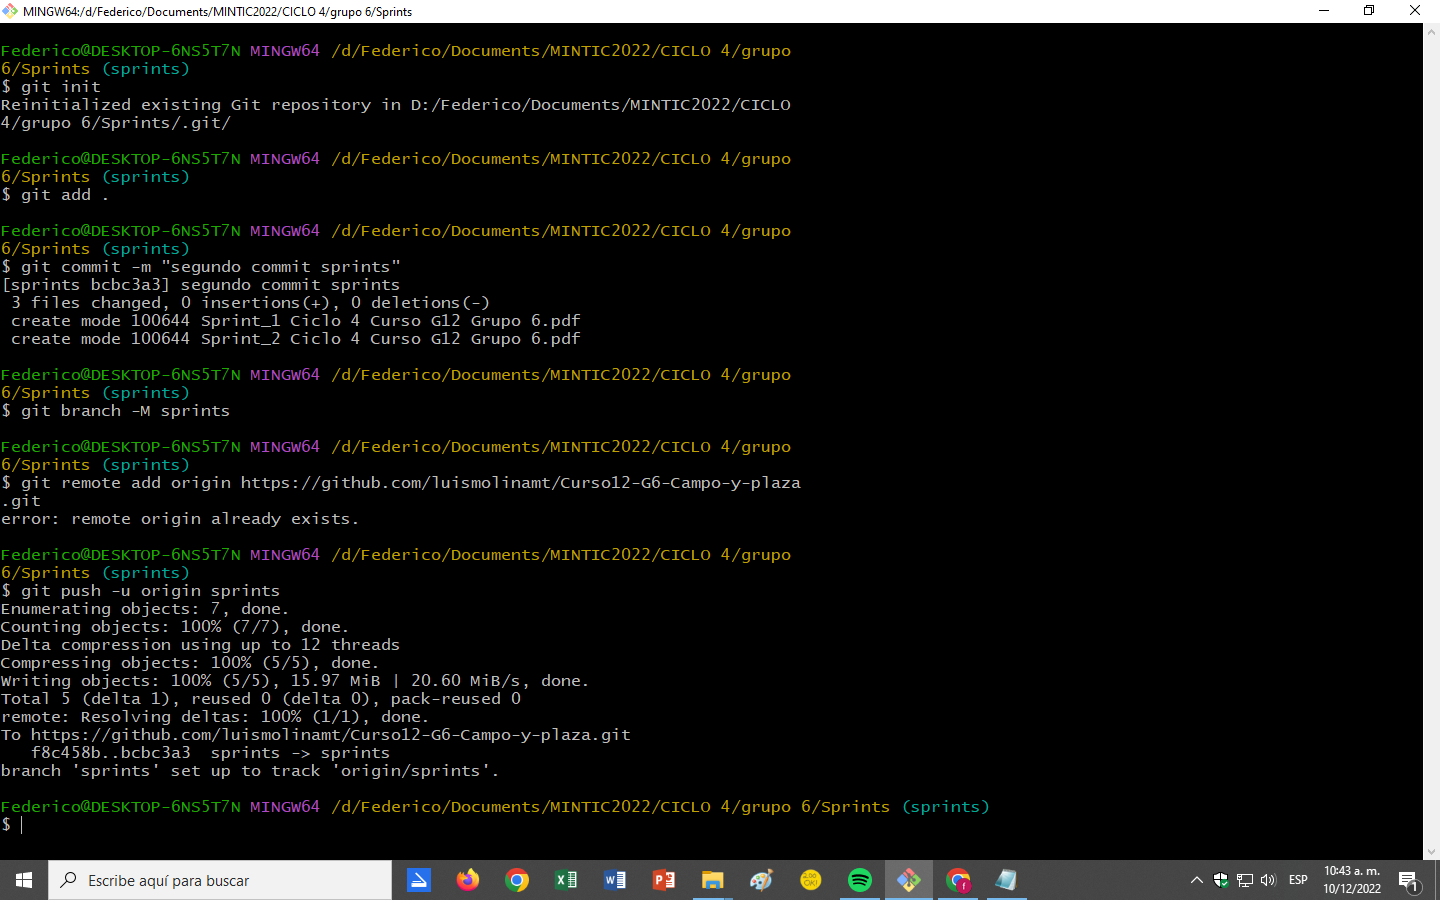 MINGW64:/d/Federico/Documents/MINTIC2022/CICLO 4/grupo 6/Sprints
Federico@DESKTOP-6NS5T7N MINGW64 /d/Federico/Documents/MINTIC2022/CICLO 4/grupo
6/Sprints (sprints)
$ git init
Reinitialized existing Git repository in D:/Federico/Documents/MINTIC2022/CICLO
4/grupo 6/Sprints/.git/
Federico@DESKTOP-6NS5T7N MINGW64 /d/Federico/Documents/MINTIC2022/CICLO 4/grupo
6/Sprints (sprints)
$ git add .
Federico@DESKTOP-6NS5T7N MINGW64 /d/Federico/Documents/MINTIC2022/CICLO 4/grupo
6/Sprints (sprints)
$ git commit -m "segundo commit sprints"
[sprints bcbc3a3] segundo commit sprints
3 files changed, 0 insertions(+), 0 deletions(-)
create mode 100644 Sprint_1 Ciclo 4 Curso G12 Grupo 6.pdf
create mode 100644 Sprint_2 Ciclo 4 Curso G12 Grupo 6.pdf
Federico@DESKTOP-6NS5T7N MINGW64 /d/Federico/Documents/MINTIC2022/CICLO 4/grupo
6/Sprints (sprints)
$ git branch -M sprints
Federico@DESKTOP-6NS5T7N MINGW64 /d/Federico/Documents/MINTIC2022/CICLO 4/grupo
6/Sprints (sprints)
$ git remote add origin https://github.com/luismolinamt/Curso12-G6-Campo-y-plaza
.git
error: remote origin already exists.
Federico@DESKTOP-6NS5T7N MINGW64 /d/Federico/Documents/MINTIC2022/CICLO 4/grupo
6/Sprints (sprints)
$ git push -u origin sprints
Enumerating objects: 7, done.
Counting objects: 100% (7/7), done.
Delta compression using up to 12 threads
Compressing objects: 100% (5/5), done.
Writing objects: 100% (5/5), 15.97 MiB | 20.60 MiB/s, done.
Total 5 (delta 1), reused 0 (delta 0), pack-reused 0
remote: Resolving deltas: 100% (1/1), done.
To https://github.com/luismolinamt/Curso12-G6-Campo-y-plaza.git
f8c458b..bcbc3a3  sprints -> sprints
branch 'sprints' set up to track 'origin/sprints'.
Federico@DESKTOP-6NS5T7N MINGW64 /d/Federico/Documents/MINTIC2022/CICLO 4/grupo 6/Sprints (sprints)
$
Escribe aquí para buscar
ESP
10:43 a. m.
10/12/2022
1